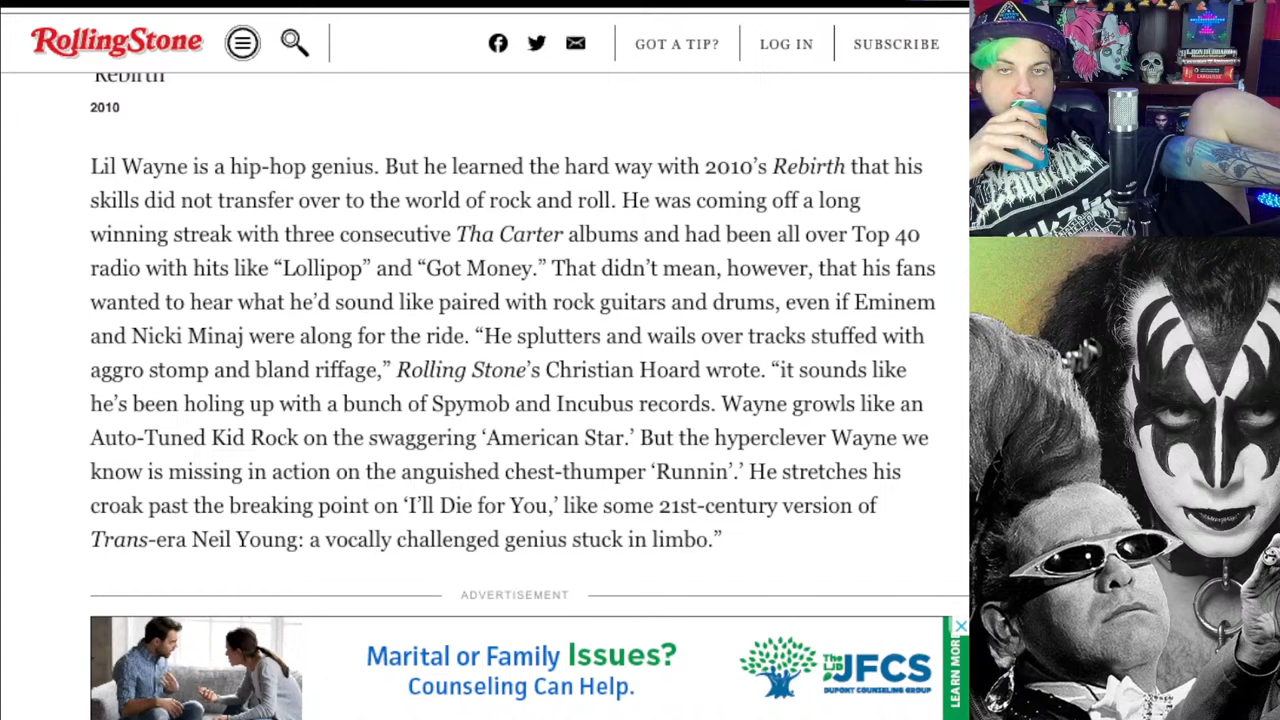 RollingStone
GOT A TIP? LOG IN SUBSCRIBE
Rebirth
2010
Lil Wayne is a hip-hop genius. But he learned the hard way with 2010’s Rebirth that his
skills did not transfer over to the world of rock and roll. He was coming off a long
winning streak with three consecutive Tha Carter albums and had been all over Top 40
radio with hits like “Lollipop” and “Got Money.” That didn’t mean, however, that his fans
wanted to hear what he’d sound like paired with rock guitars and drums, even if Eminem
and Nicki Minaj were along for the ride. “He splutters and wails over tracks stuffed with
aggro stomp and bland riffage,” Rolling Stone’s Christian Hoard wrote. “it sounds like
he’s been holing up with a bunch of Spymob and Incubus records. Wayne growls like an
Auto-Tuned Kid Rock on the swaggering ‘American Star.’ But the hyperclever Wayne we
know is missing in action on the anguished chest-thumper ‘Runnin’.’ He stretches his
croak past the breaking point on ‘I’ll Die for You,’ like some 21st-century version of
Trans-era Neil Young: a vocally challenged genius stuck in limbo.”
ADVERTISEMENT
Marital or Family Issues?
Counseling Can Help.
JFCS
DUPONT COUNSELING GROUP
LEARN MORE
LAROUSSE